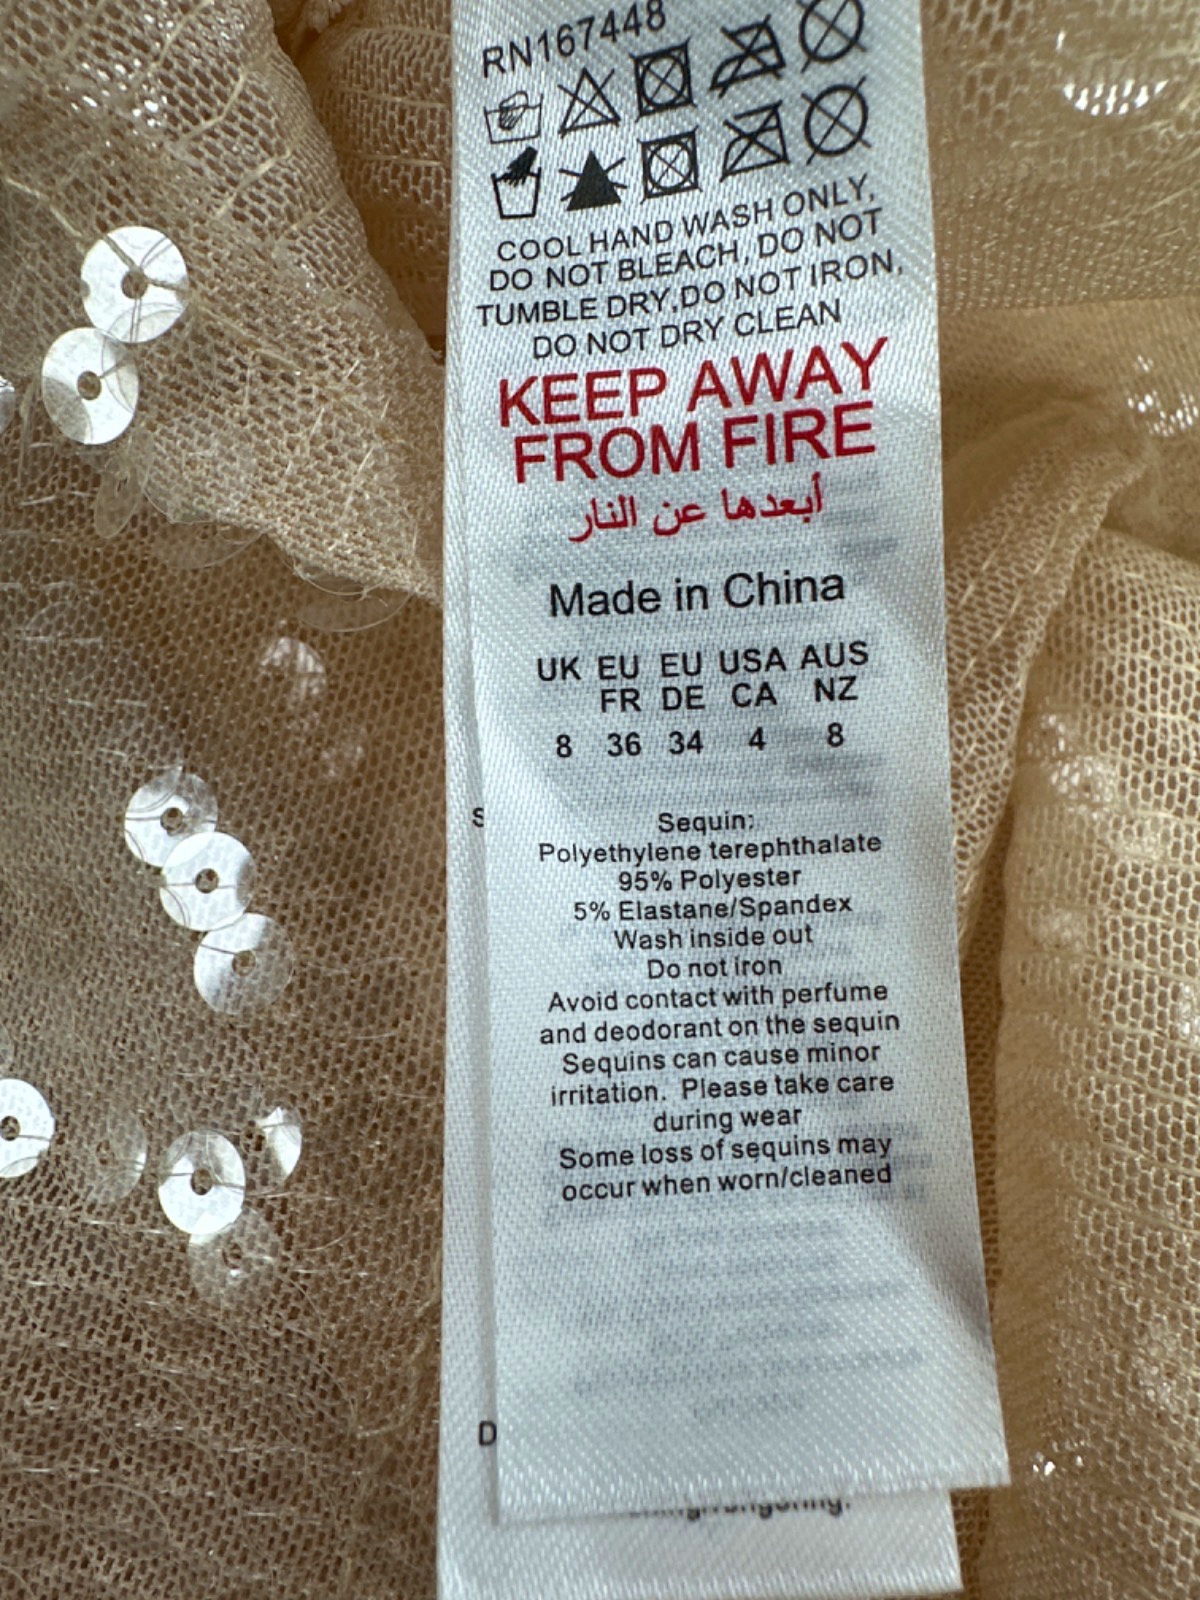 RN167448
COOL HAND WASH ONLY,
DO NOT BLEACH, DO NOT
TUMBLE DRY,DO NOT IRON,
DO NOT DRY CLEAN
KEEP AWAY
FROM FIRE
أبعدها عن النار
Made in China
UK EU EU USA AUS
FR DE CA NZ
8 36 34 4 8
S
Sequin:
Polyethylene terephthalate
95% Polyester
5% Elastane/Spandex
Wash inside out
Do not iron
Avoid contact with perfume
and deodorant on the sequin
Sequins can cause minor
irritation. Please take care
during wear
Some loss of sequins may
occur when worn/cleaned
D